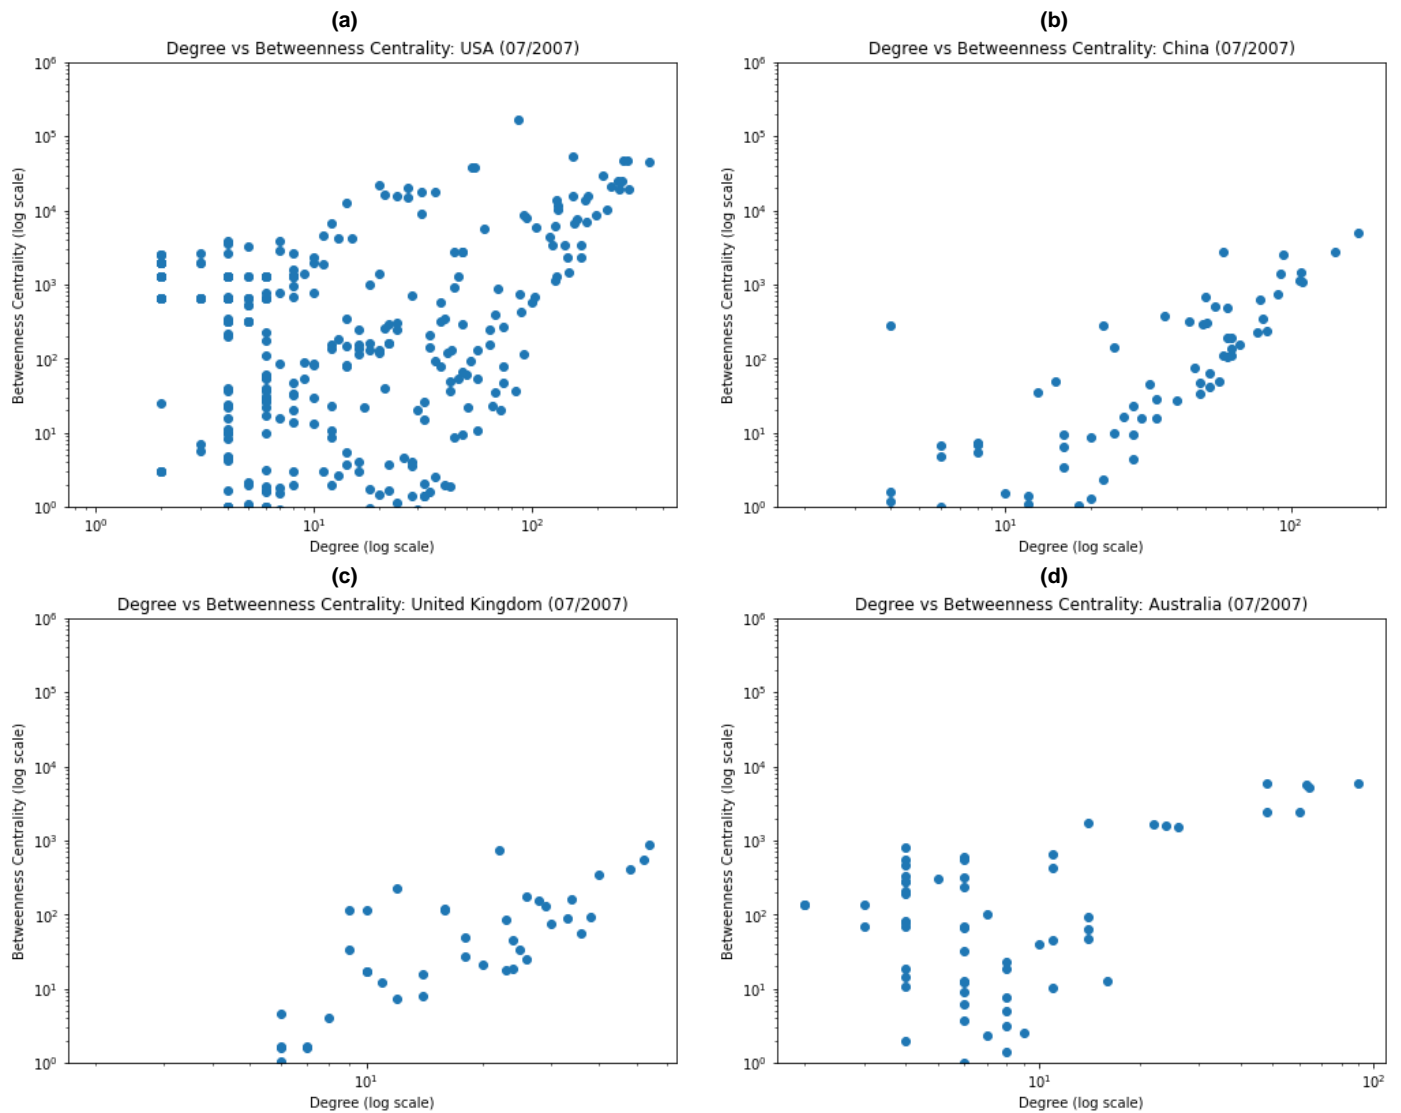 (a)
Degree vs Betweenness Centrality: USA (07/2007)
10⁶
10⁵
10⁴
10³
10²
10¹
10⁰
Betweenness Centrality (log scale)
10⁰ 10¹ 10²
Degree (log scale)
(b)
Degree vs Betweenness Centrality: China (07/2007)
10⁶
10⁵
10⁴
10³
10²
10¹
10⁰
Betweenness Centrality (log scale)
10¹ 10²
Degree (log scale)
(c)
Degree vs Betweenness Centrality: United Kingdom (07/2007)
10⁶
10⁵
10⁴
10³
10²
10¹
10⁰
Betweenness Centrality (log scale)
10¹
Degree (log scale)
(d)
Degree vs Betweenness Centrality: Australia (07/2007)
10⁶
10⁵
10⁴
10³
10²
10¹
10⁰
Betweenness Centrality (log scale)
10¹ 10²
Degree (log scale)